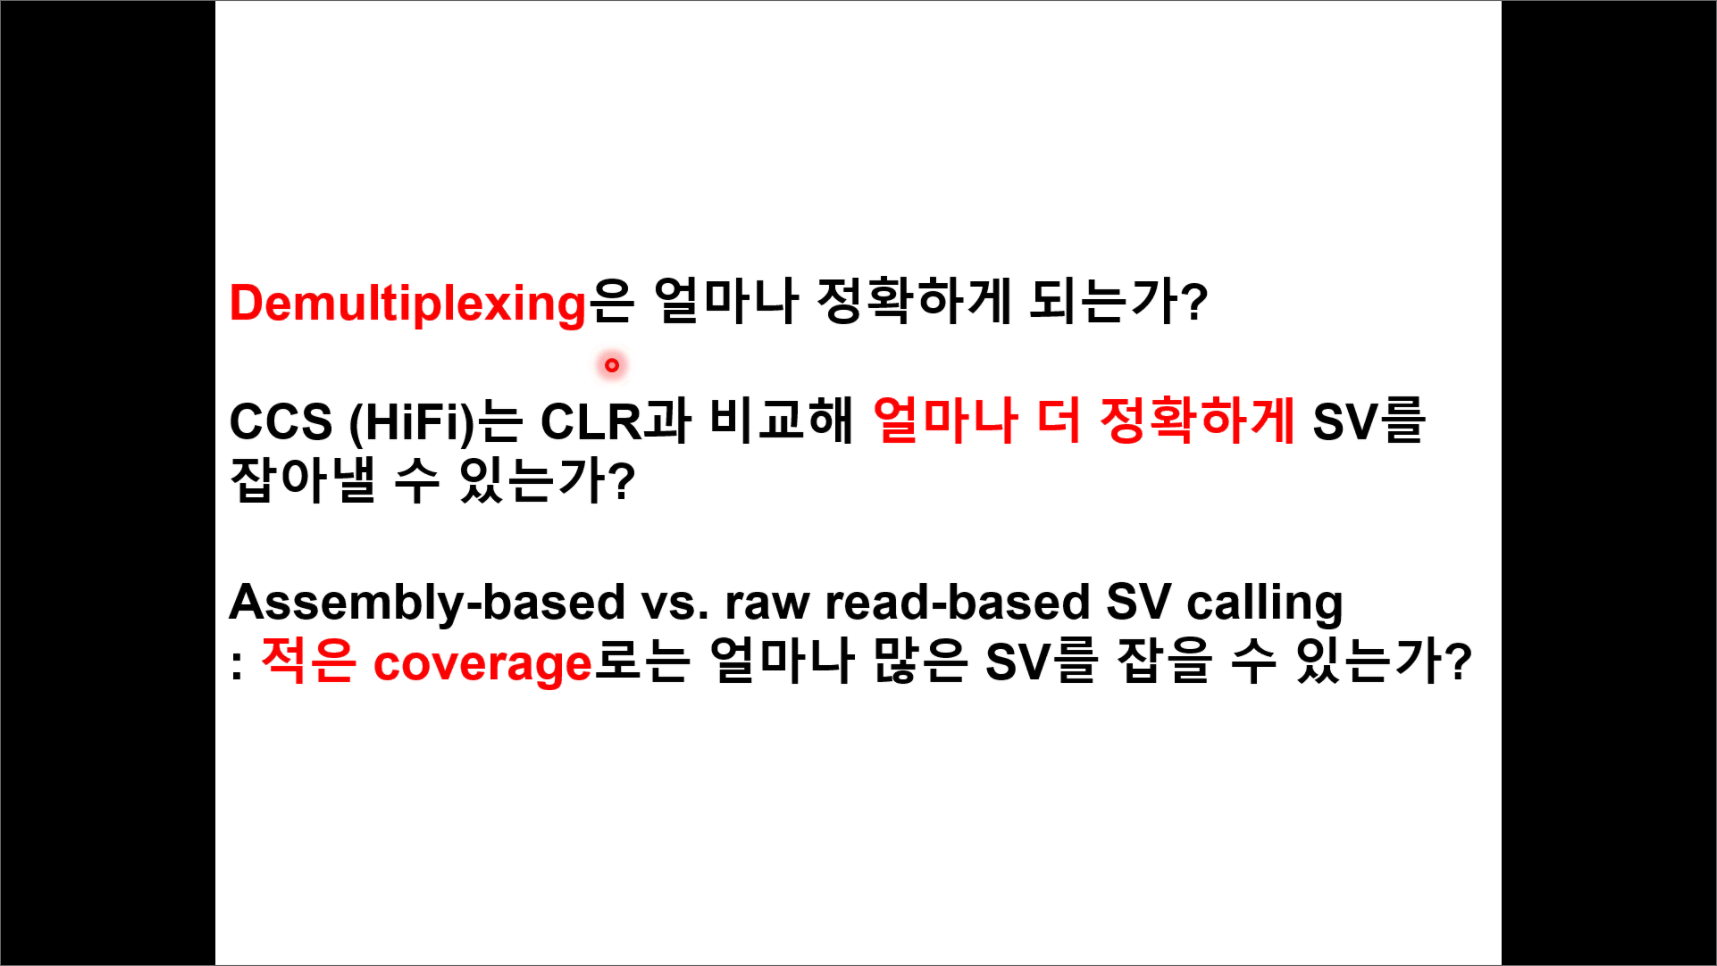 Demultiplexing은 얼마나 정확하게 되는가?
CCS (HiFi)는 CLR과 비교해 얼마나 더 정확하게 SV를
잡아낼 수 있는가?
Assembly-based vs. raw read-based SV calling
: 적은 coverage로는 얼마나 많은 SV를 잡을 수 있는가?